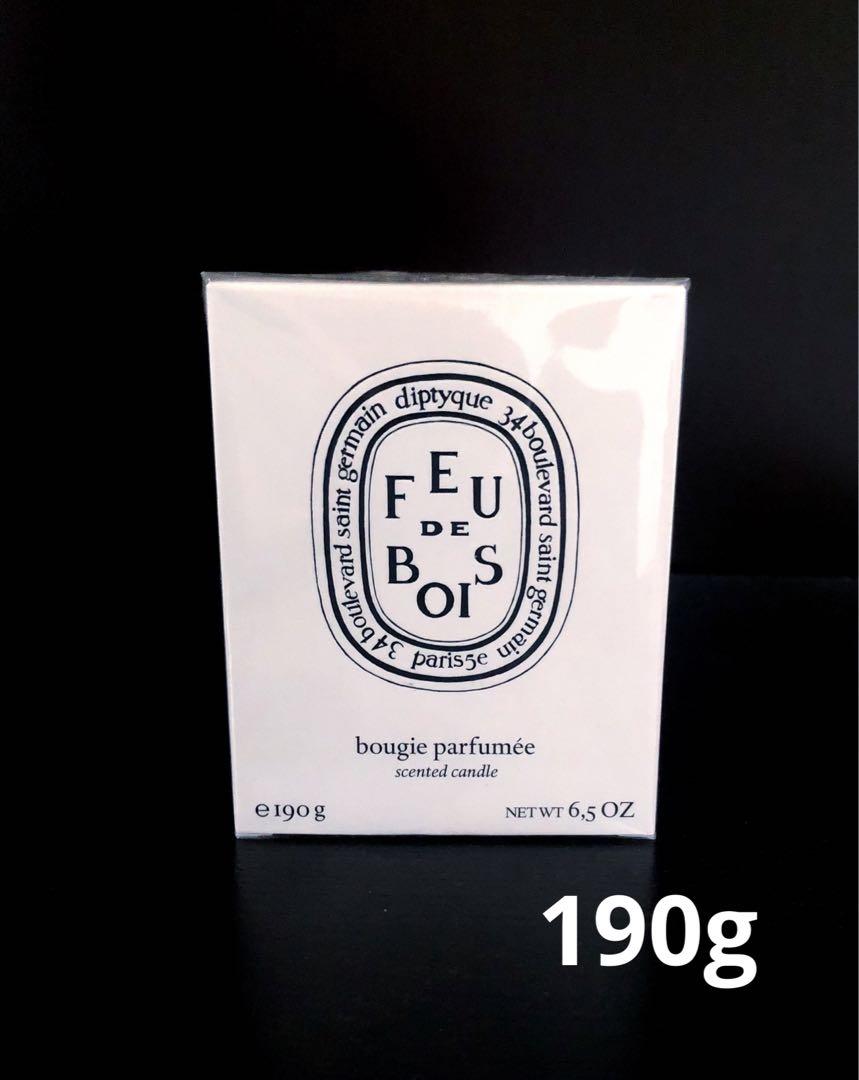 diptyque 34 boulevard saint germain paris 5e 34 boulevard saint germain
FEU
DE
BOIS
bougie parfumée
scented candle
e 190 g
NET WT 6,5 OZ
190g